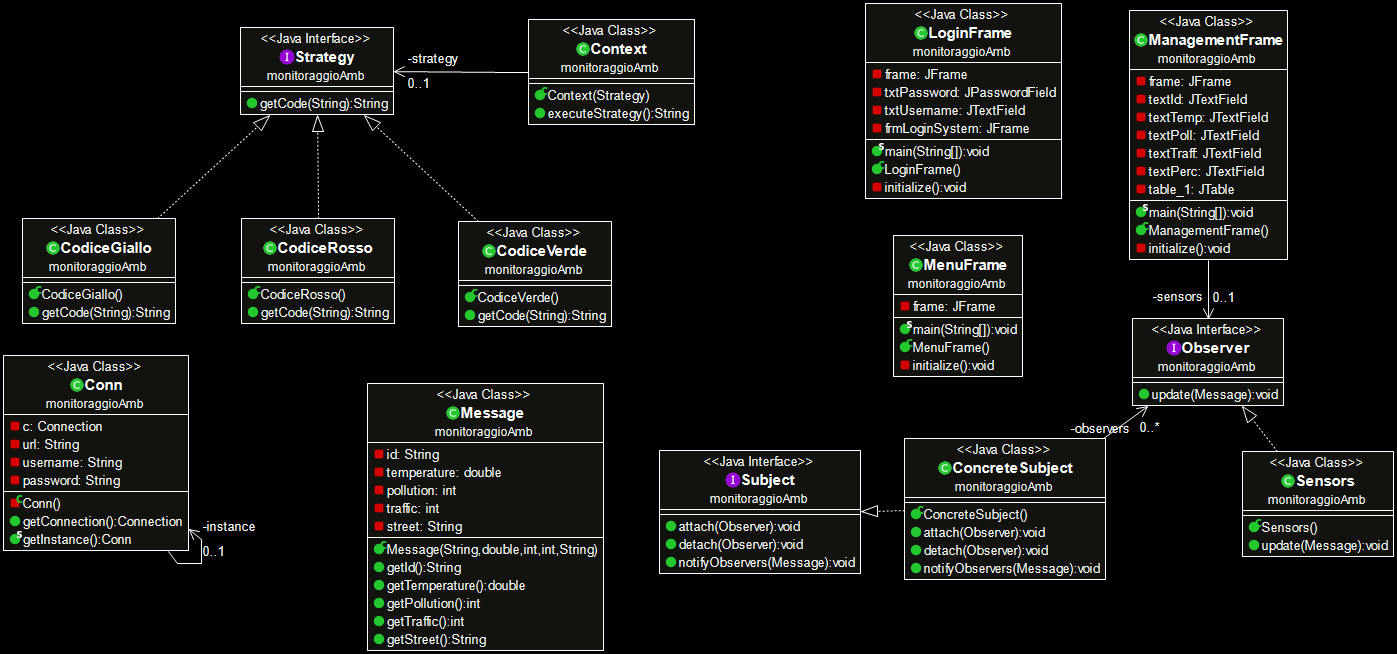 <<Java Interface>>
Strategy
monitoraggioAmb
getCode(String):String
-strategy
0..1
<<Java Class>>
Context
monitoraggioAmb
Context(Strategy)
executeStrategy():String
<<Java Class>>
LoginFrame
monitoraggioAmb
frame: JFrame
txtPassword: JPasswordField
txtUsername: JTextField
frmLoginSystem: JFrame
main(String[]):void
LoginFrame()
initialize():void
<<Java Class>>
ManagementFrame
monitoraggioAmb
frame: JFrame
textId: JTextField
textTemp: JTextField
textPoll: JTextField
textTraff: JTextField
textPerc: JTextField
table_1: JTable
main(String[]):void
ManagementFrame()
initialize():void
<<Java Class>>
CodiceGiallo
monitoraggioAmb
CodiceGiallo()
getCode(String):String
<<Java Class>>
CodiceRosso
monitoraggioAmb
CodiceRosso()
getCode(String):String
<<Java Class>>
CodiceVerde
monitoraggioAmb
CodiceVerde()
getCode(String):String
<<Java Class>>
MenuFrame
monitoraggioAmb
frame: JFrame
main(String[]):void
MenuFrame()
initialize():void
-sensors
0..1
<<Java Interface>>
Observer
monitoraggioAmb
update(Message):void
<<Java Class>>
Conn
monitoraggioAmb
c: Connection
url: String
username: String
password: String
Conn()
getConnection():Connection
getInstance():Conn
-instance
0..1
<<Java Class>>
Message
monitoraggioAmb
id: String
temperature: double
pollution: int
traffic: int
street: String
Message(String,double,int,int,String)
getId():String
getTemperature():double
getPollution():int
getTraffic():int
getStreet():String
<<Java Interface>>
Subject
monitoraggioAmb
attach(Observer):void
detach(Observer):void
notifyObservers(Message):void
-observers
0..*
<<Java Class>>
ConcreteSubject
monitoraggioAmb
ConcreteSubject()
attach(Observer):void
detach(Observer):void
notifyObservers(Message):void
<<Java Class>>
Sensors
monitoraggioAmb
Sensors()
update(Message):void